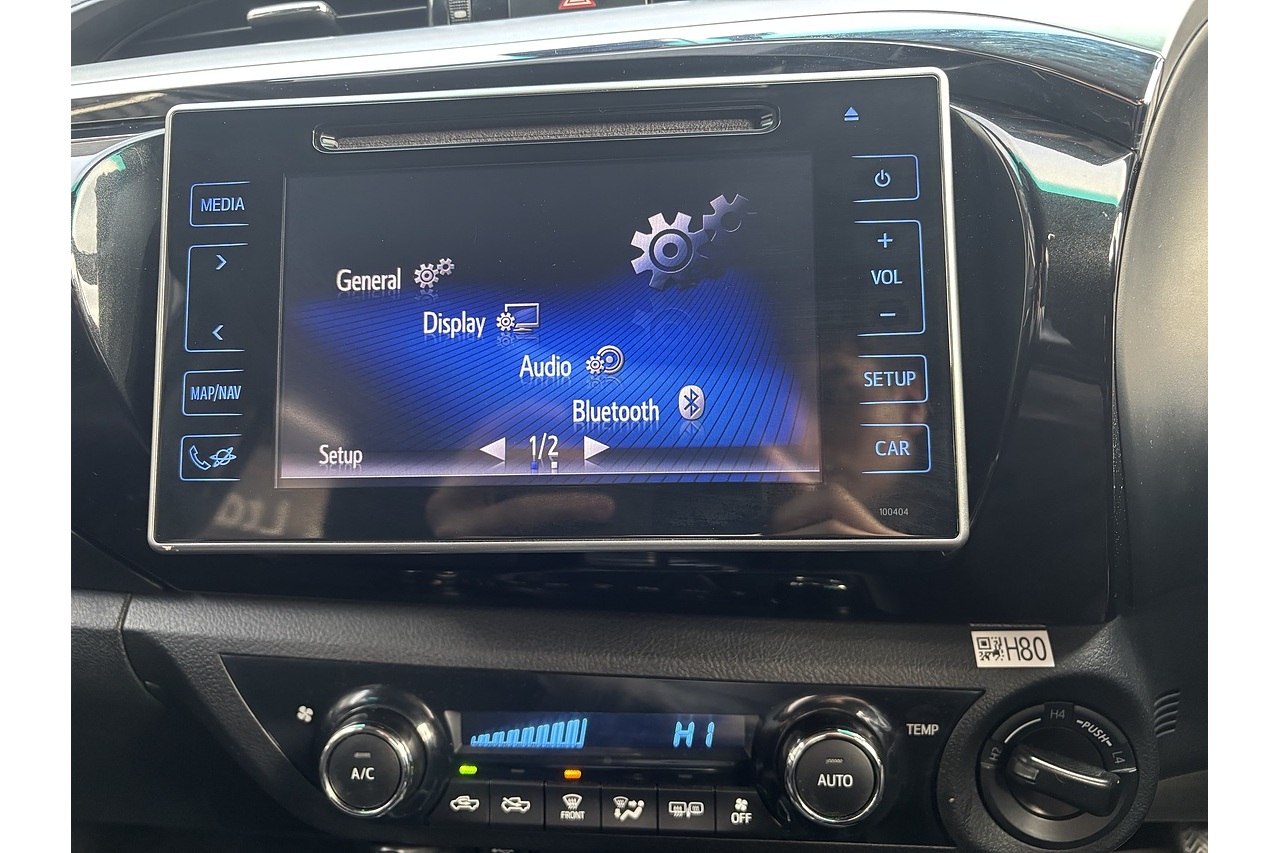 MEDIA
VOL
MAP/NAV
SETUP
CAR
100404
General
Display
Audio
Bluetooth
Setup
1/2
H80
HI
TEMP
A/C
AUTO
FRONT
OFF
H2
H4
PUSH
L4